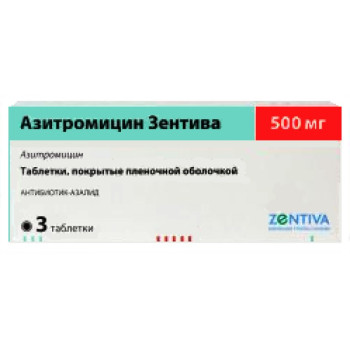 Азитромицин Зентива
500 мг
Азитромицин
Таблетки, покрытые пленочной оболочкой
АНТИБИОТИК-АЗАЛИД
3 таблетки
ZENTIVA